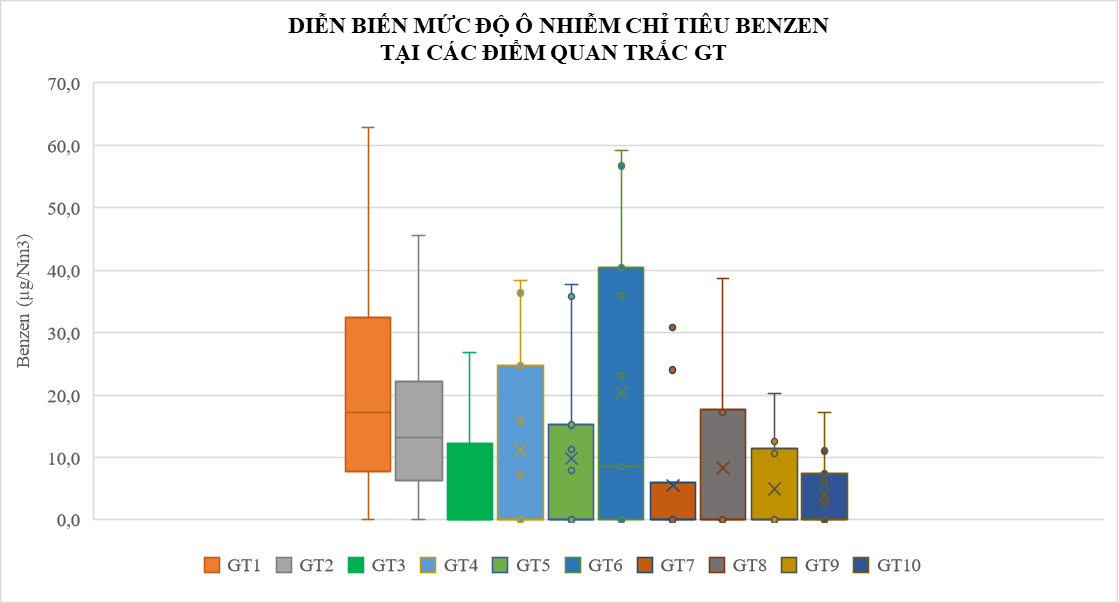 DIỄN BIẾN MỨC ĐỘ Ô NHIỄM CHỈ TIÊU BENZEN
TẠI CÁC ĐIỂM QUAN TRẮC GT
70,0
60,0
50,0
40,0
30,0
20,0
10,0
0,0
Benzen (µg/Nm3)
GT1 GT2 GT3 GT4 GT5 GT6 GT7 GT8 GT9 GT10